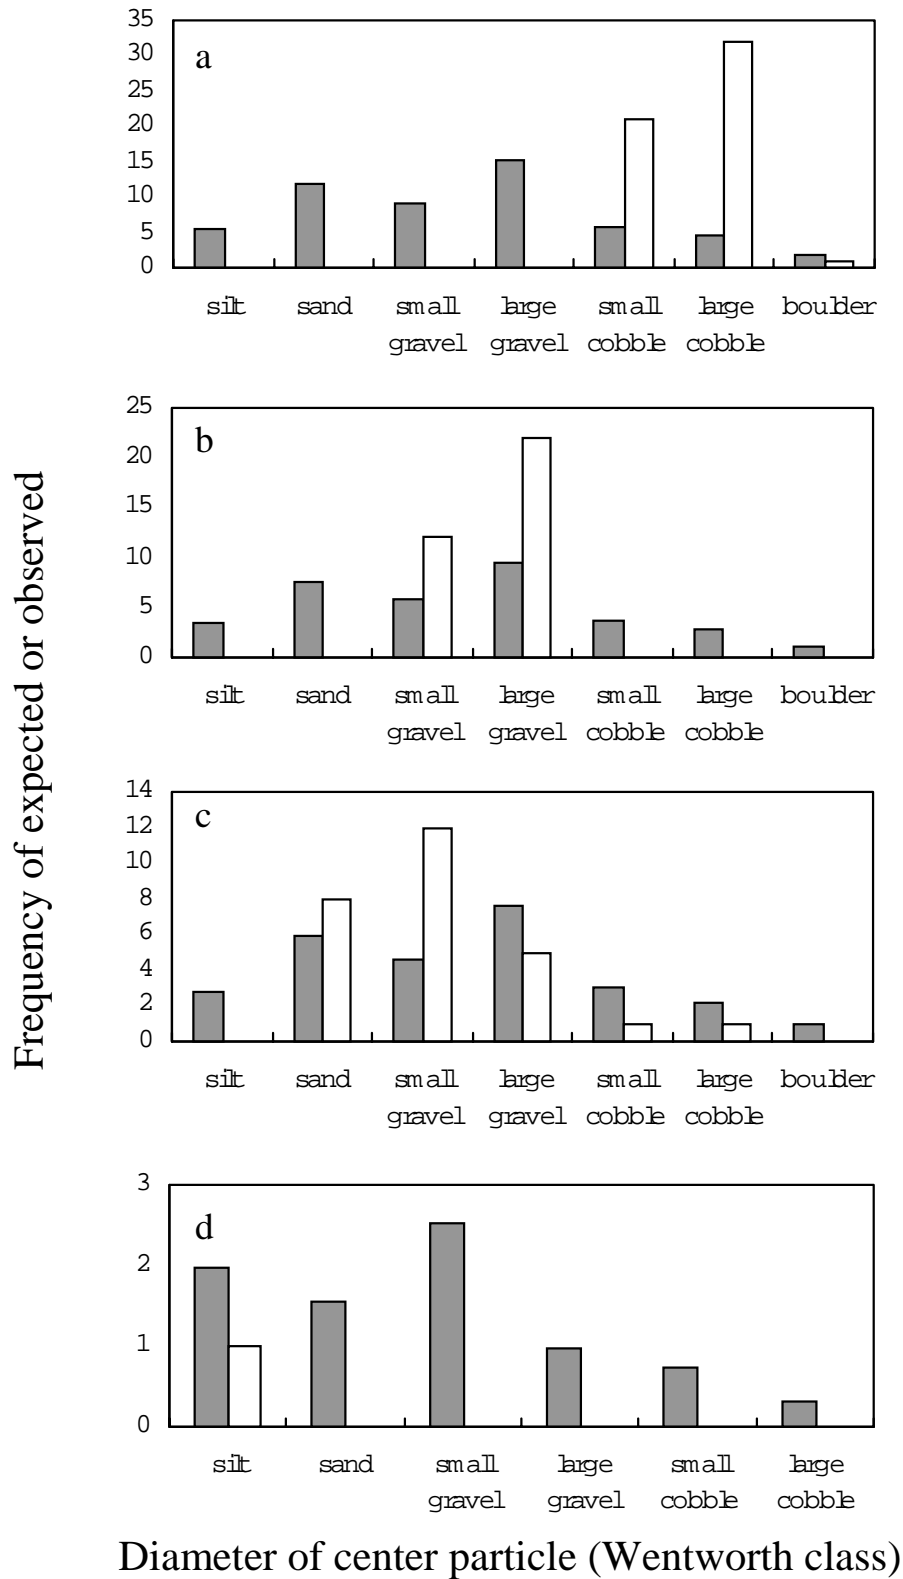 Frequency of expected or observed
35
30
25
20
15
10
5
0
a
silt sand small large small large boulder
gravel gravel cobble cobble
25
20
15
10
5
0
b
silt sand small large small large boulder
gravel gravel cobble cobble
14
12
10
8
6
4
2
0
c
silt sand small large small large boulder
gravel gravel cobble cobble
3
2
1
0
d
silt sand small large small large
gravel gravel cobble cobble
Diameter of center particle (Wentworth class)